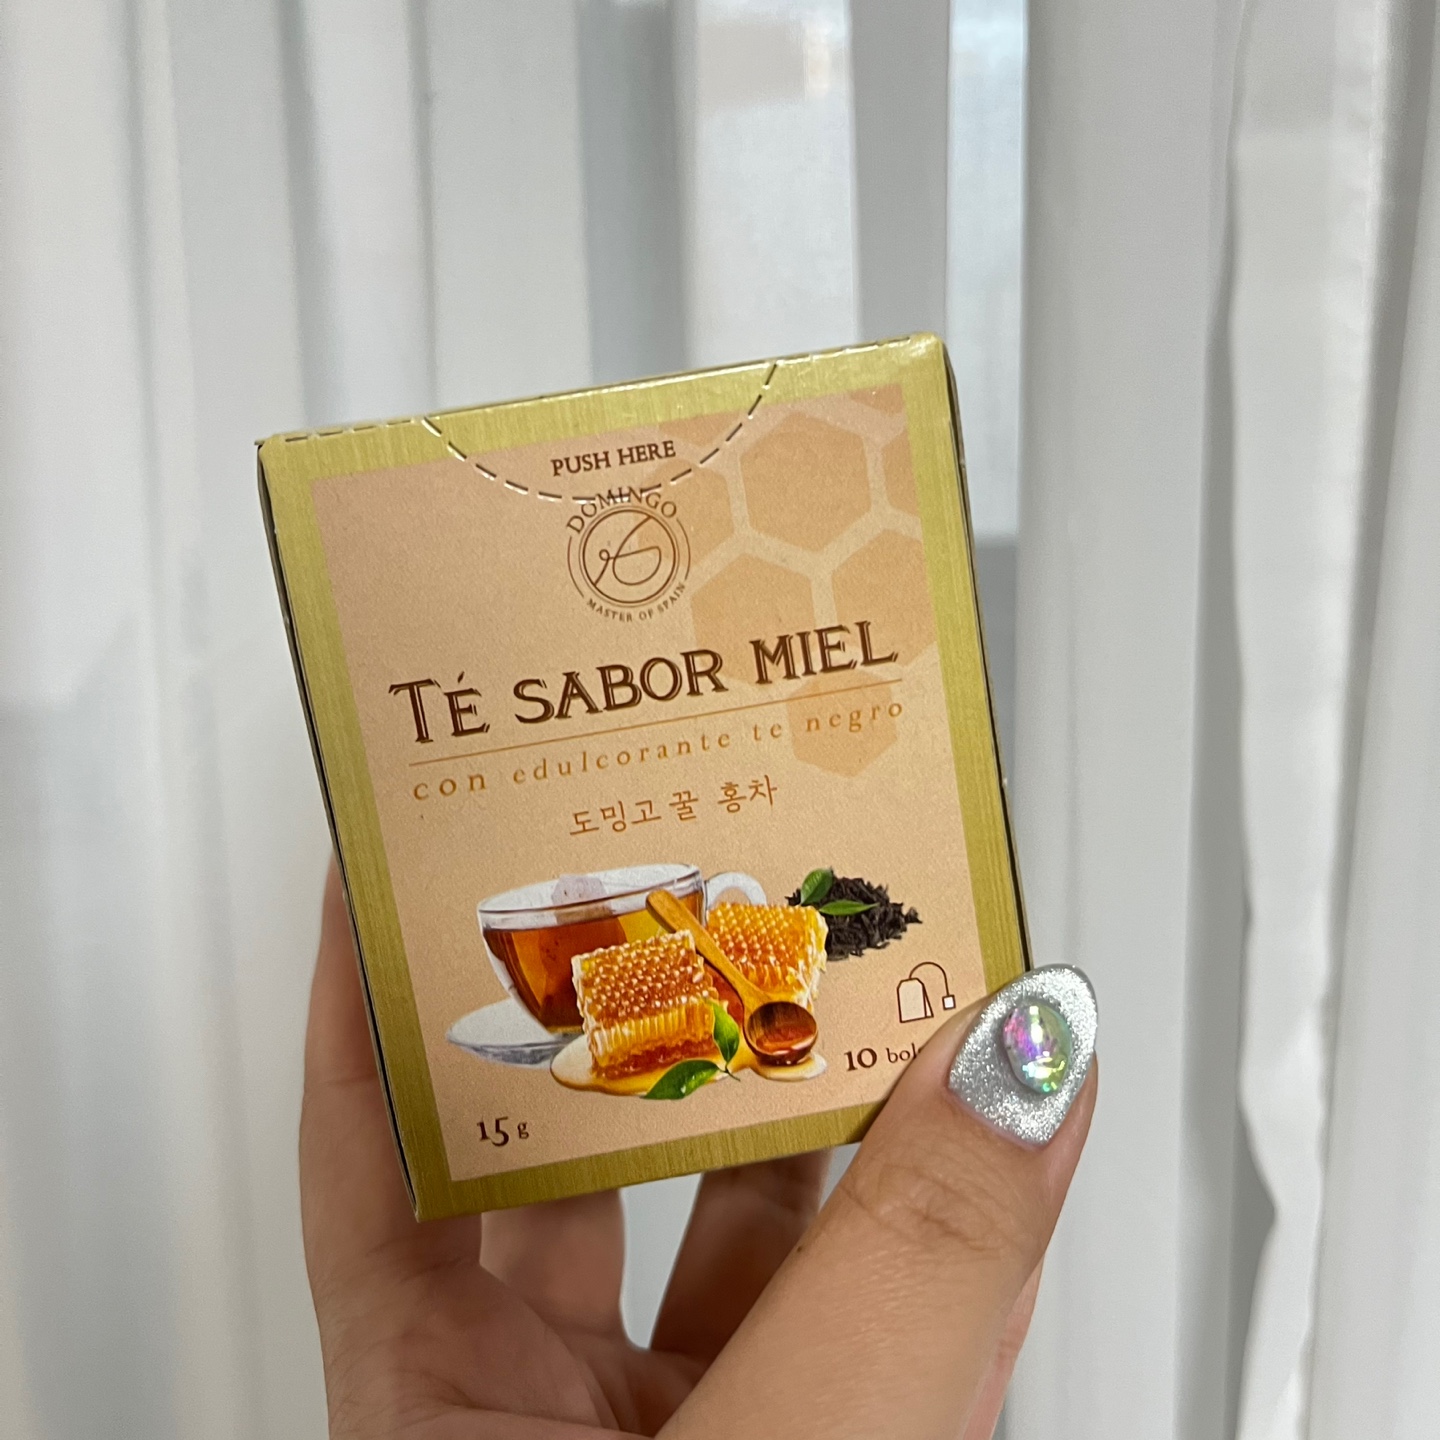 PUSH HERE
DOMINGO
MASTER OF SPAIN
TÉ SABOR MIEL
con edulcorante te negro
도밍고 꿀 홍차
10
15 g